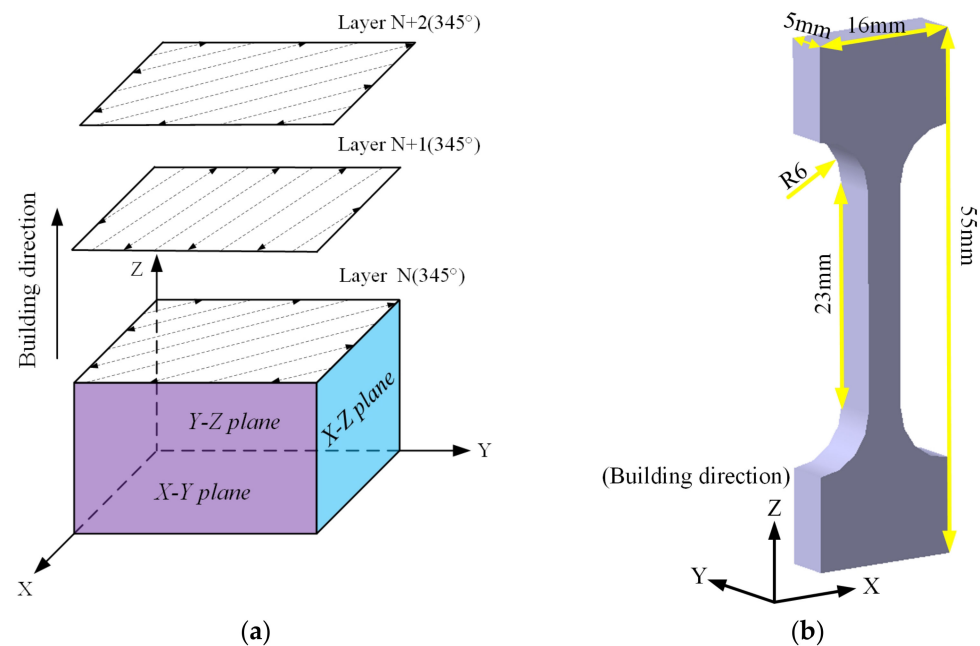 Layer N+2(345°)
Layer N+1(345°)
Building direction
Z
Layer N(345°)
Y-Z plane
X-Z plane
X-Y plane
Y
X
(a)
5mm
16mm
R6
23mm
55mm
(Building direction)
Z
Y
X
(b)